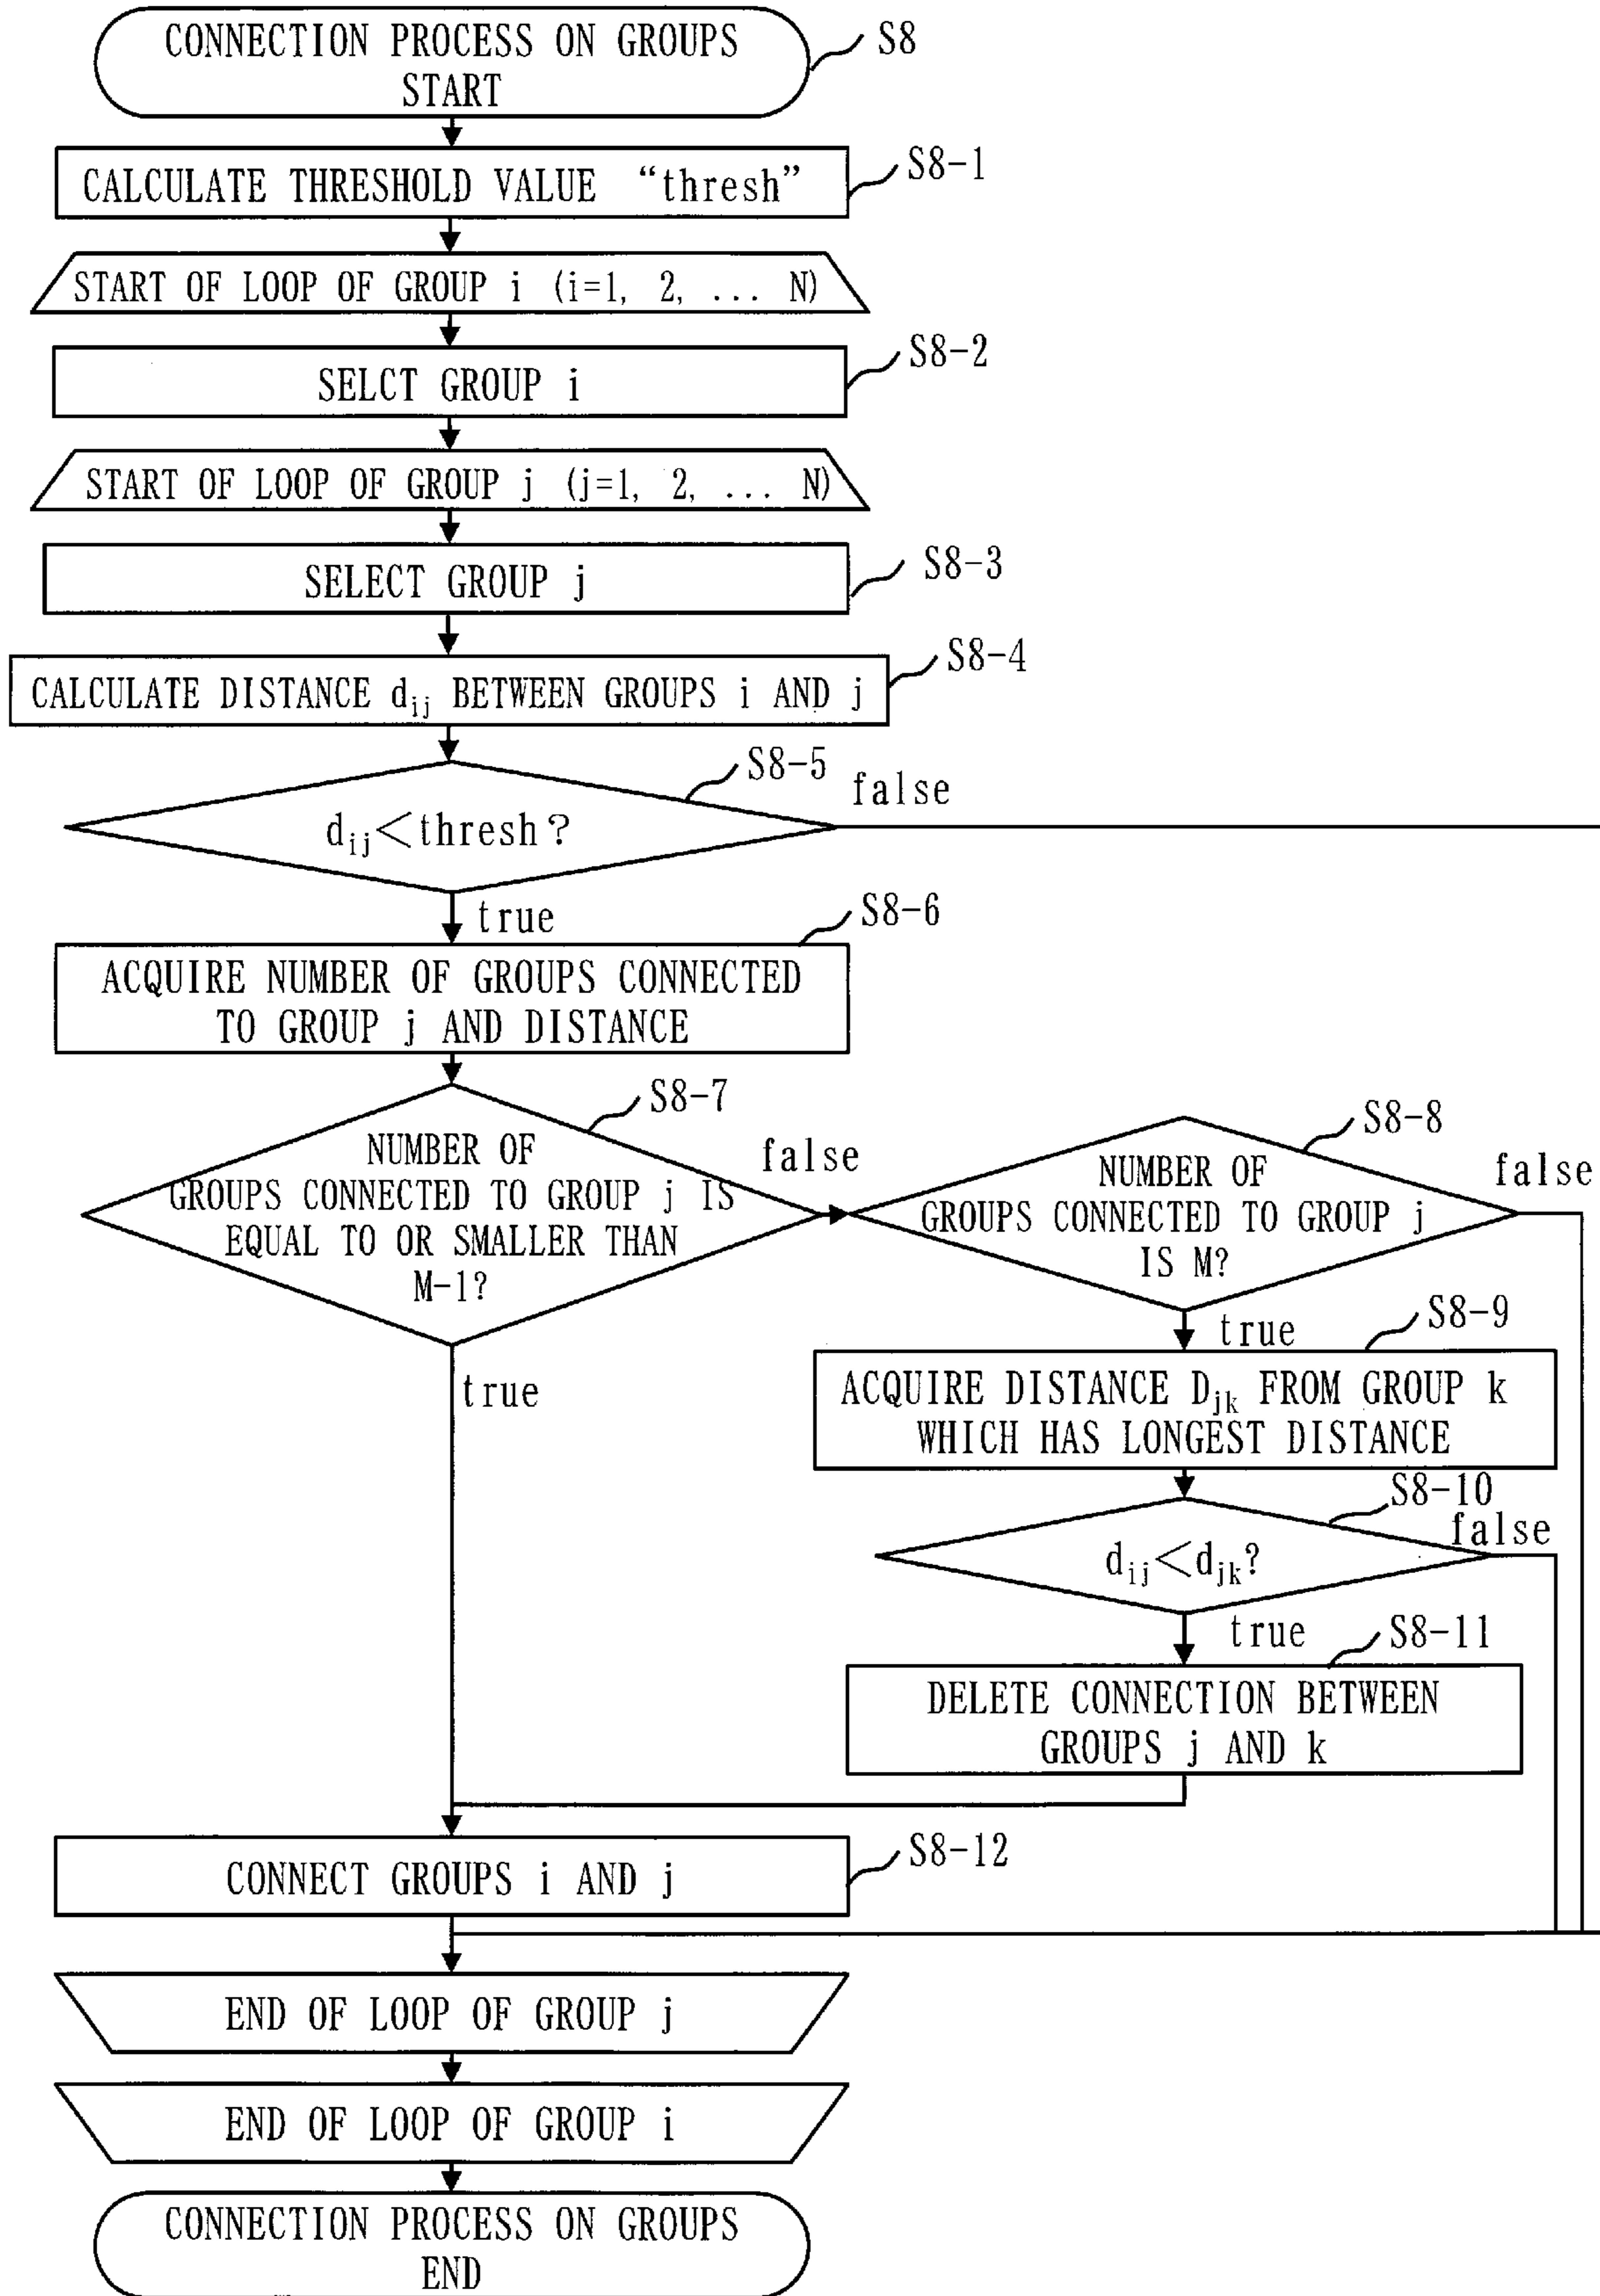 CONNECTION PROCESS ON GROUPS
START
S8
CALCULATE THRESHOLD VALUE “thresh”
S8-1
START OF LOOP OF GROUP i (i=1, 2, ... N)
SELCT GROUP i
S8-2
START OF LOOP OF GROUP j (j=1, 2, ... N)
SELECT GROUP j
S8-3
CALCULATE DISTANCE dij BETWEEN GROUPS i AND j
S8-4
dij<thresh?
S8-5
false
true
ACQUIRE NUMBER OF GROUPS CONNECTED
TO GROUP j AND DISTANCE
S8-6
NUMBER OF
GROUPS CONNECTED TO GROUP j IS
EQUAL TO OR SMALLER THAN
M-1?
S8-7
false
true
NUMBER OF
GROUPS CONNECTED TO GROUP j
IS M?
S8-8
false
true
ACQUIRE DISTANCE Djk FROM GROUP k
WHICH HAS LONGEST DISTANCE
S8-9
dij<djk?
S8-10
false
true
DELETE CONNECTION BETWEEN
GROUPS j AND k
S8-11
CONNECT GROUPS i AND j
S8-12
END OF LOOP OF GROUP j
END OF LOOP OF GROUP i
CONNECTION PROCESS ON GROUPS
END